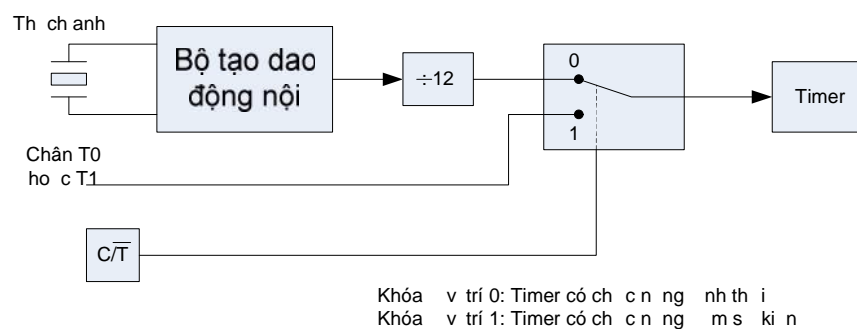 Th ch anh
Bộ tạo dao
động nội
÷12
0
1
Timer
Chân T0
ho c T1
C/T̅
Khóa v trí 0: Timer có ch c n ng nh th i
Khóa v trí 1: Timer có ch c n ng m s ki n